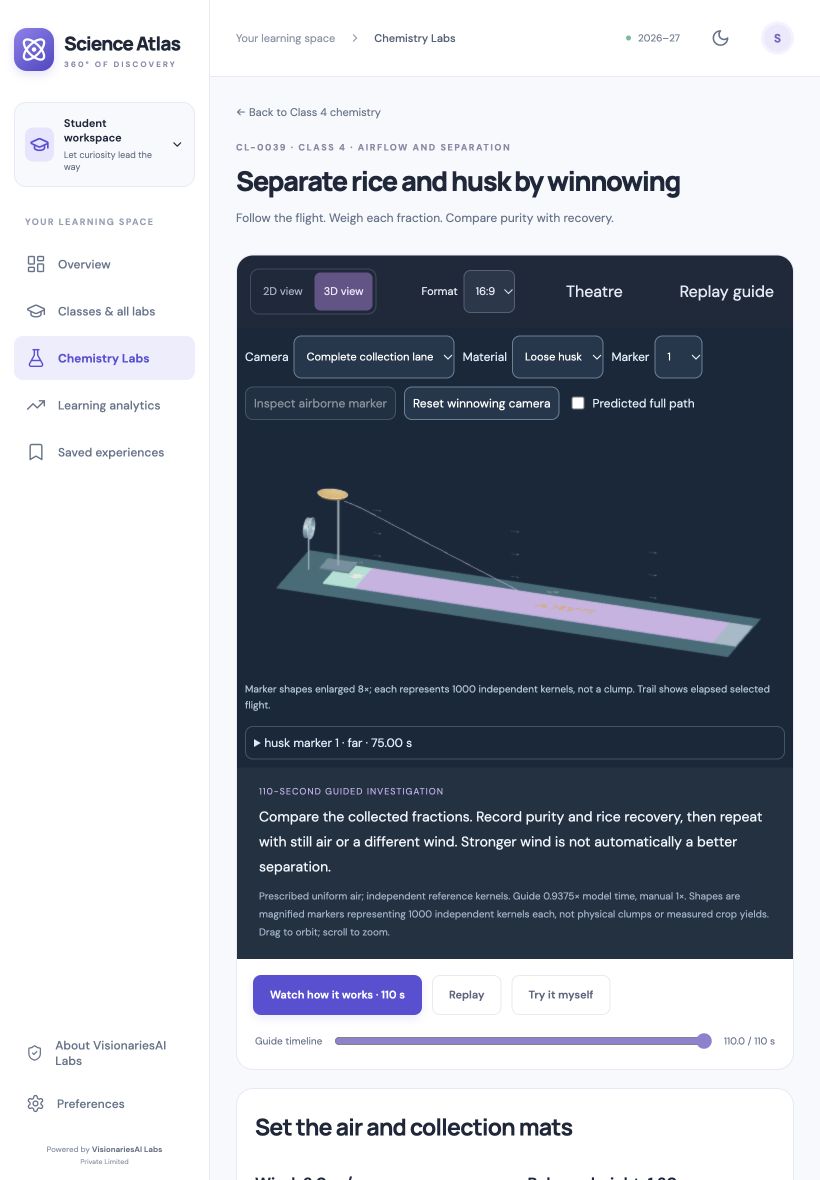 Science Atlas
360° OF DISCOVERY
Student
workspace
Let curiosity lead the
way
YOUR LEARNING SPACE
Overview
Classes & all labs
Chemistry Labs
Learning analytics
Saved experiences
About VisionariesAI
Labs
Preferences
Powered by VisionariesAI Labs
Private Limited
Your learning space > Chemistry Labs
2026–27
S
← Back to Class 4 chemistry
CL-0039 · CLASS 4 · AIRFLOW AND SEPARATION
Separate rice and husk by winnowing
Follow the flight. Weigh each fraction. Compare purity with recovery.
2D view 3D view Format 16:9 Theatre Replay guide
Camera Complete collection lane Material Loose husk Marker 1
Inspect airborne marker Reset winnowing camera Predicted full path
Marker shapes enlarged 8×; each represents 1000 independent kernels, not a clump. Trail shows elapsed selected
flight.
▶ husk marker 1 · far · 75.00 s
110-SECOND GUIDED INVESTIGATION
Compare the collected fractions. Record purity and rice recovery, then repeat
with still air or a different wind. Stronger wind is not automatically a better
separation.
Prescribed uniform air; independent reference kernels. Guide 0.9375× model time, manual 1×. Shapes are
magnified markers representing 1000 independent kernels each, not physical clumps or measured crop yields.
Drag to orbit; scroll to zoom.
Watch how it works · 110 s Replay Try it myself
Guide timeline 110.0 / 110 s
Set the air and collection mats